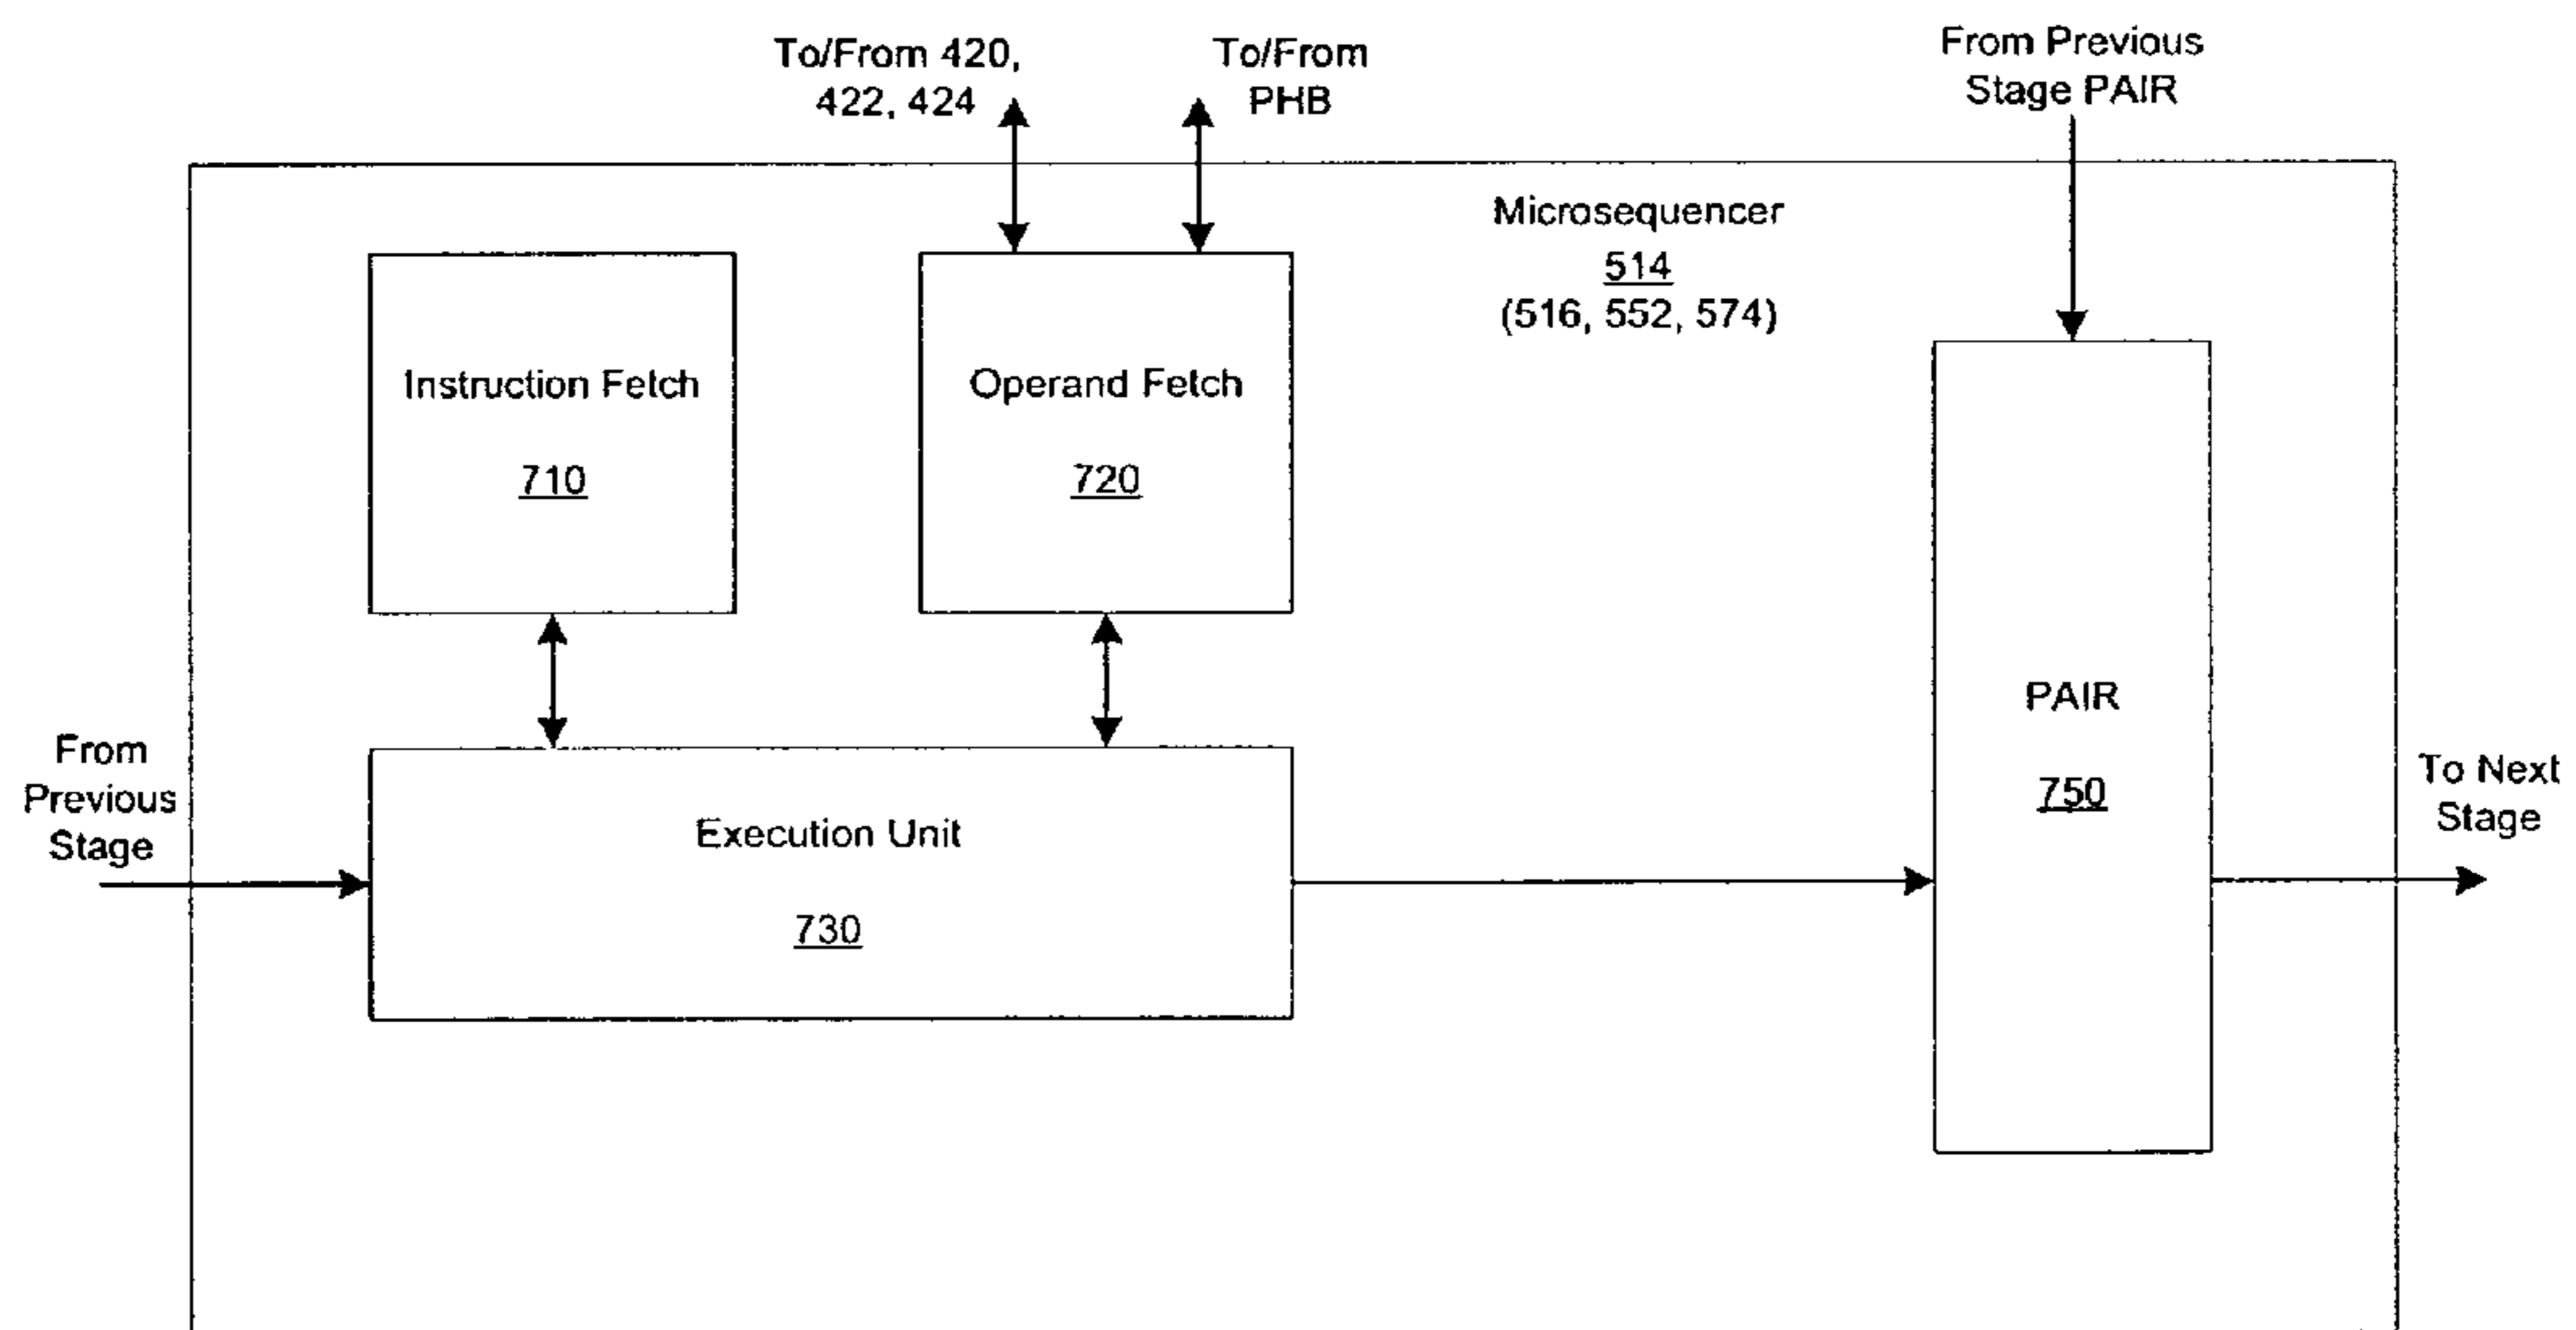 To/From 420,
422, 424
To/From
PHB
From Previous
Stage PAIR
Microsequencer
514
(516, 552, 574)
Instruction Fetch
710
Operand Fetch
720
PAIR
750
From
Previous
Stage
Execution Unit
730
To Next
Stage